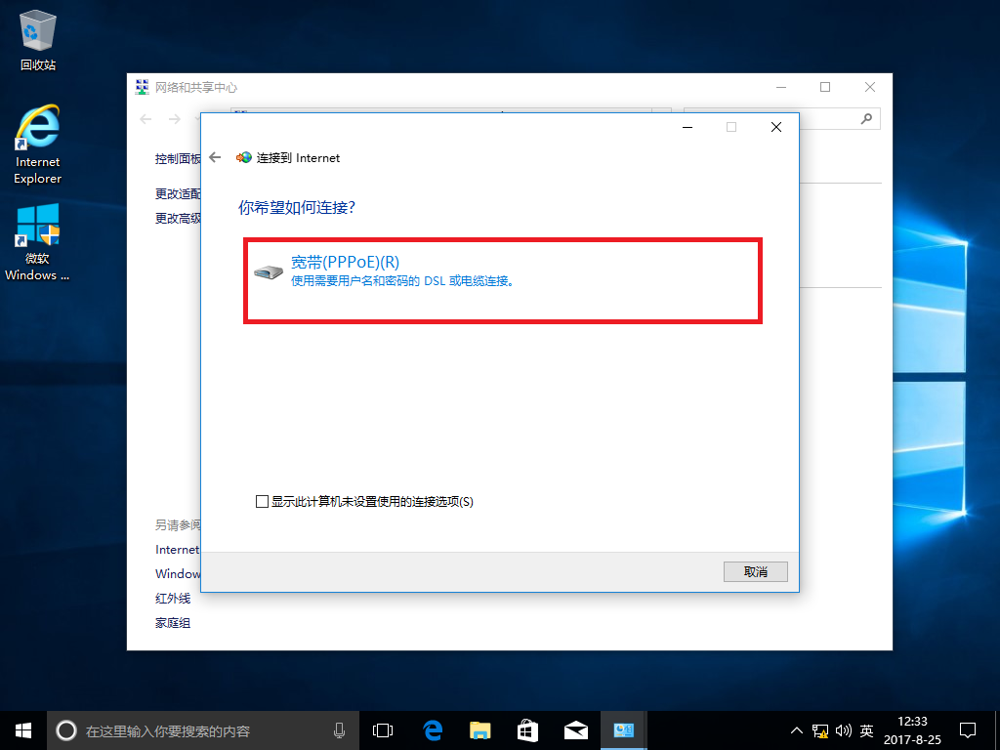 回收站
Internet
Explorer
微软
Windows ...
网络和共享中心
控制面板
更改适配
更改高级
连接到 Internet
你希望如何连接?
宽带(PPPoE)(R)
使用需要用户名和密码的 DSL 或电缆连接。
显示此计算机未设置使用的连接选项(S)
取消
另请参阅
Internet
Window
红外线
家庭组
在这里输入你要搜索的内容
英
12:33
2017-8-25